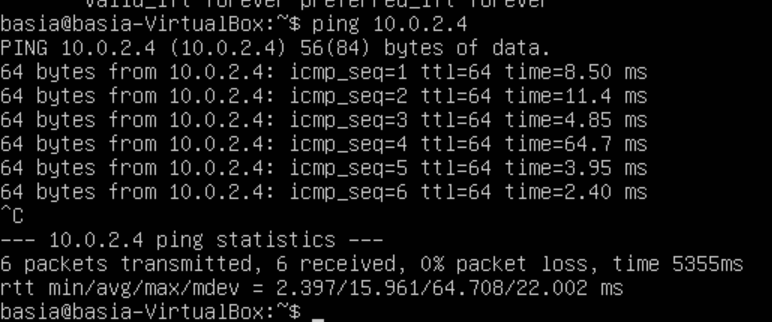 valid_lft forever preferred_lft forever
basia@basia-VirtualBox:~$ ping 10.0.2.4
PING 10.0.2.4 (10.0.2.4) 56(84) bytes of data.
64 bytes from 10.0.2.4: icmp_seq=1 ttl=64 time=8.50 ms
64 bytes from 10.0.2.4: icmp_seq=2 ttl=64 time=11.4 ms
64 bytes from 10.0.2.4: icmp_seq=3 ttl=64 time=4.85 ms
64 bytes from 10.0.2.4: icmp_seq=4 ttl=64 time=64.7 ms
64 bytes from 10.0.2.4: icmp_seq=5 ttl=64 time=3.95 ms
64 bytes from 10.0.2.4: icmp_seq=6 ttl=64 time=2.40 ms
^C
--- 10.0.2.4 ping statistics ---
6 packets transmitted, 6 received, 0% packet loss, time 5355ms
rtt min/avg/max/mdev = 2.397/15.961/64.708/22.002 ms
basia@basia-VirtualBox:~$ _